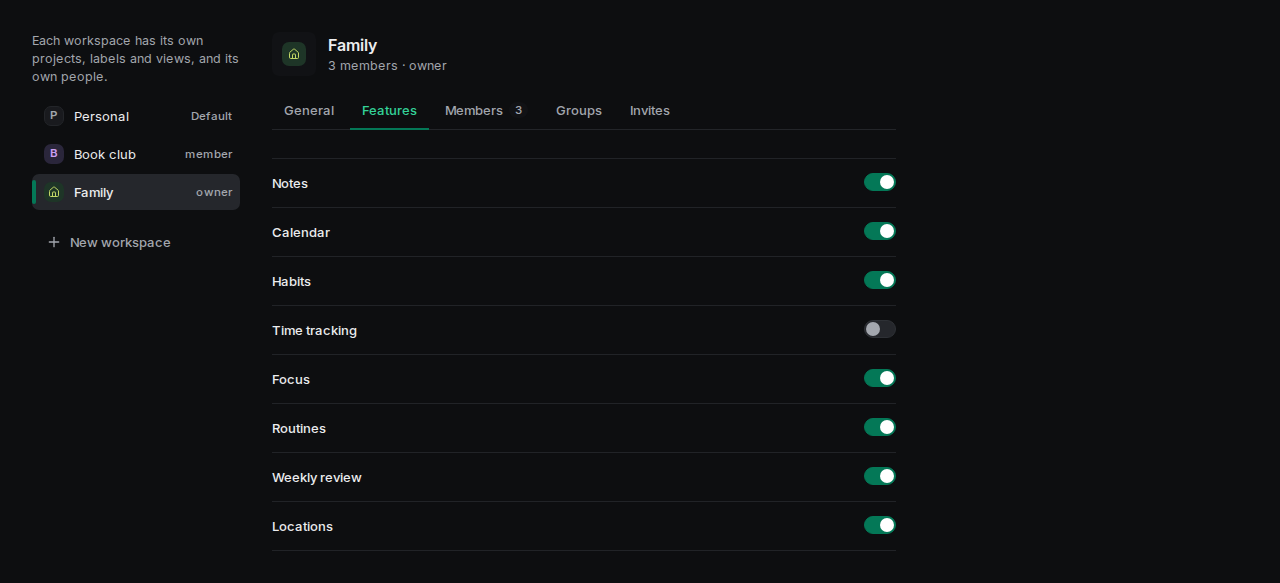 Each workspace has its own
projects, labels and views, and its
own people.
P Personal Default
B Book club member
Family owner
+ New workspace
Family
3 members · owner
General Features Members 3 Groups Invites
Notes
Calendar
Habits
Time tracking
Focus
Routines
Weekly review
Locations